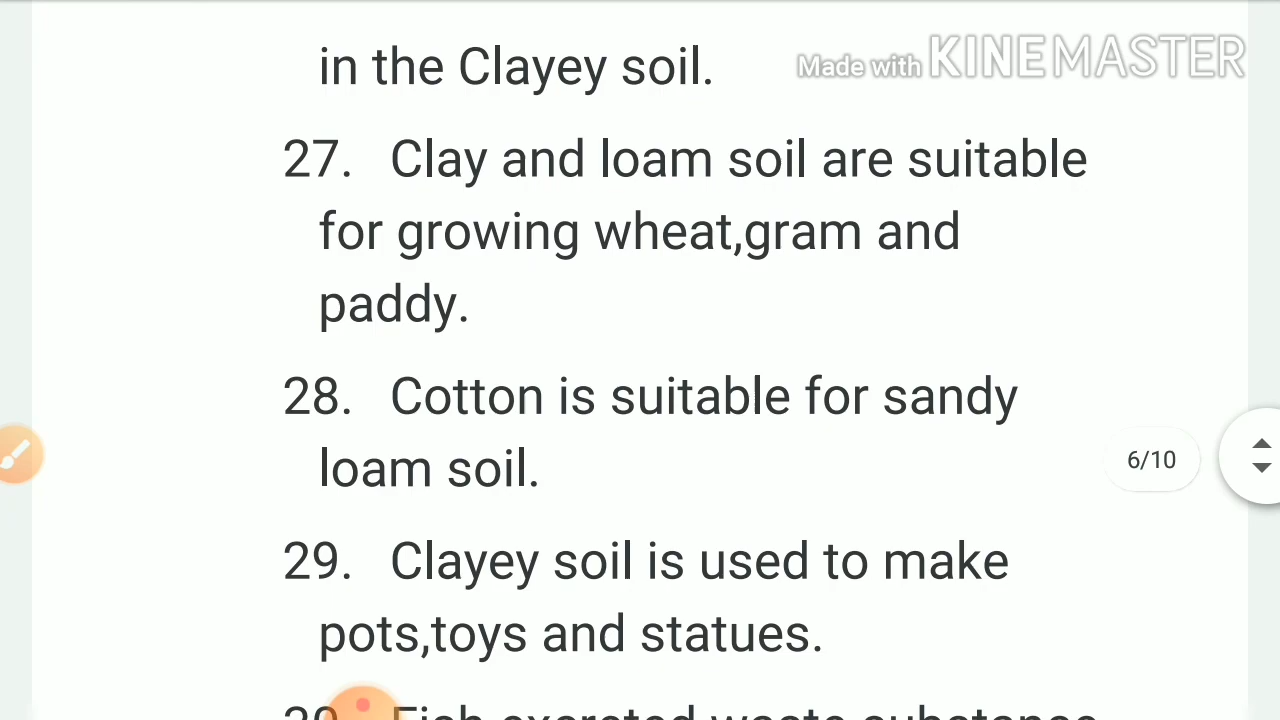 Made with KINEMASTER
in the Clayey soil.
27. Clay and loam soil are suitable
for growing wheat,gram and
paddy.
28. Cotton is suitable for sandy
loam soil.
6/10
29. Clayey soil is used to make
pots,toys and statues.